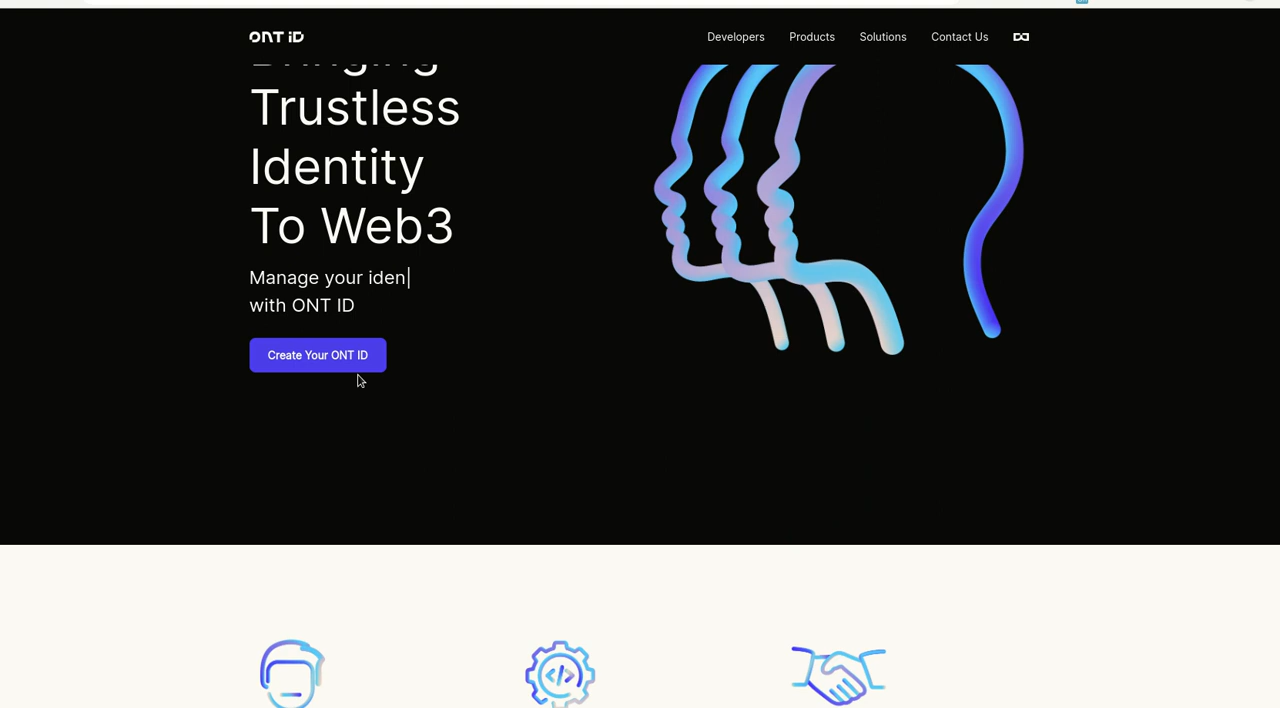 ONT ID
Developers
Products
Solutions
Contact Us
Bringing
Trustless
Identity
To Web3
Manage your iden|
with ONT ID
Create Your ONT ID